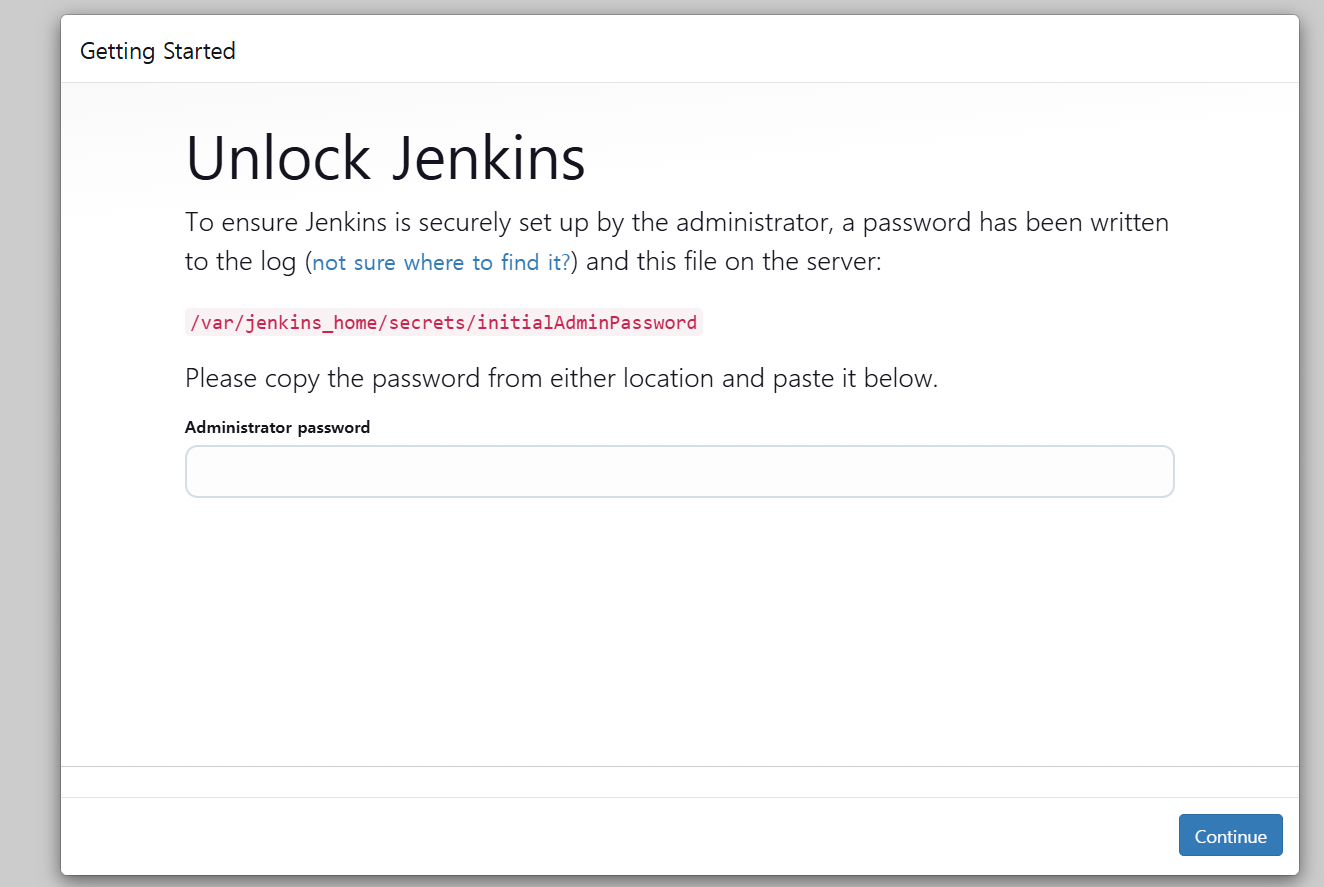 Getting Started
Unlock Jenkins
To ensure Jenkins is securely set up by the administrator, a password has been written
to the log (not sure where to find it?) and this file on the server:
/var/jenkins_home/secrets/initialAdminPassword
Please copy the password from either location and paste it below.
Administrator password
Continue